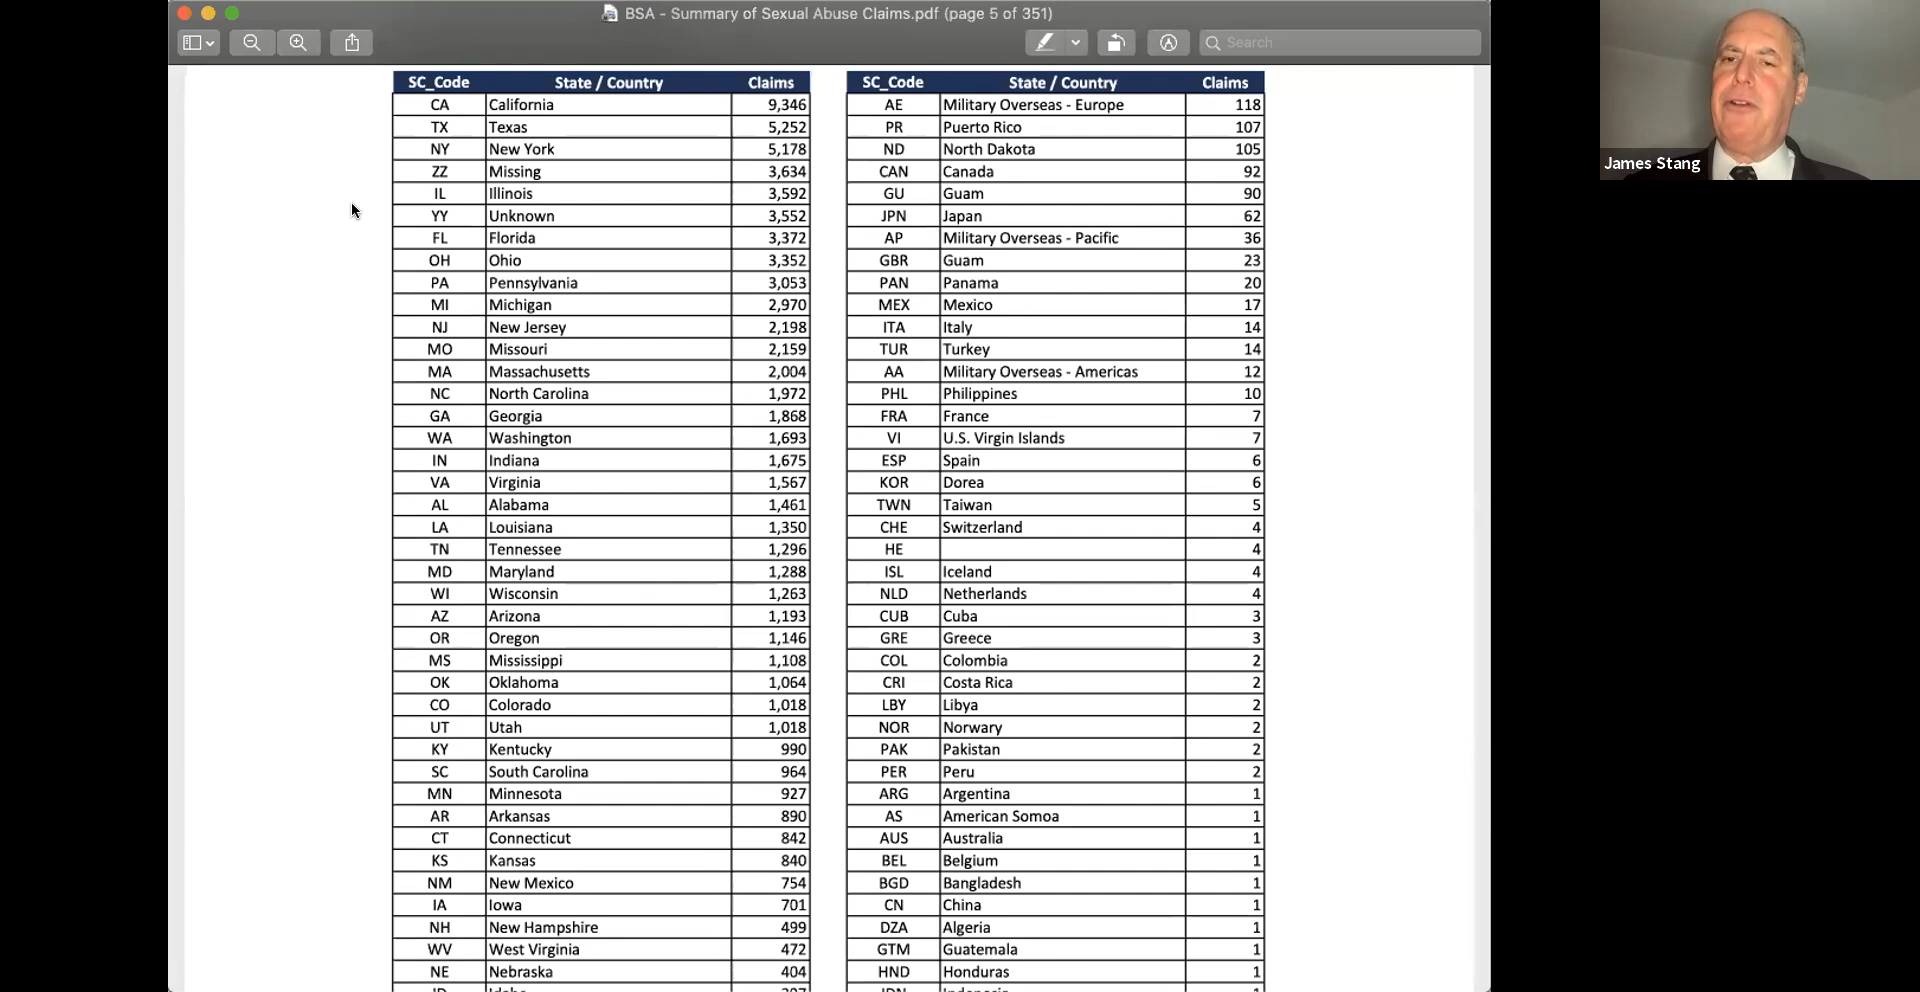 BSA - Summary of Sexual Abuse Claims.pdf (page 5 of 351)
Search
SC_Code State / Country Claims
CA California 9,346
TX Texas 5,252
NY New York 5,178
ZZ Missing 3,634
IL Illinois 3,592
YY Unknown 3,552
FL Florida 3,372
OH Ohio 3,352
PA Pennsylvania 3,053
MI Michigan 2,970
NJ New Jersey 2,198
MO Missouri 2,159
MA Massachusetts 2,004
NC North Carolina 1,972
GA Georgia 1,868
WA Washington 1,693
IN Indiana 1,675
VA Virginia 1,567
AL Alabama 1,461
LA Louisiana 1,350
TN Tennessee 1,296
MD Maryland 1,288
WI Wisconsin 1,263
AZ Arizona 1,193
OR Oregon 1,146
MS Mississippi 1,108
OK Oklahoma 1,064
CO Colorado 1,018
UT Utah 1,018
KY Kentucky 990
SC South Carolina 964
MN Minnesota 927
AR Arkansas 890
CT Connecticut 842
KS Kansas 840
NM New Mexico 754
IA Iowa 701
NH New Hampshire 499
WV West Virginia 472
NE Nebraska 404
SC_Code State / Country Claims
AE Military Overseas - Europe 118
PR Puerto Rico 107
ND North Dakota 105
CAN Canada 92
GU Guam 90
JPN Japan 62
AP Military Overseas - Pacific 36
GBR Guam 23
PAN Panama 20
MEX Mexico 17
ITA Italy 14
TUR Turkey 14
AA Military Overseas - Americas 12
PHL Philippines 10
FRA France 7
VI U.S. Virgin Islands 7
ESP Spain 6
KOR Dorea 6
TWN Taiwan 5
CHE Switzerland 4
HE 4
ISL Iceland 4
NLD Netherlands 4
CUB Cuba 3
GRE Greece 3
COL Colombia 2
CRI Costa Rica 2
LBY Libya 2
NOR Norwary 2
PAK Pakistan 2
PER Peru 2
ARG Argentina 1
AS American Somoa 1
AUS Australia 1
BEL Belgium 1
BGD Bangladesh 1
CN China 1
DZA Algeria 1
GTM Guatemala 1
HND Honduras 1
James Stang